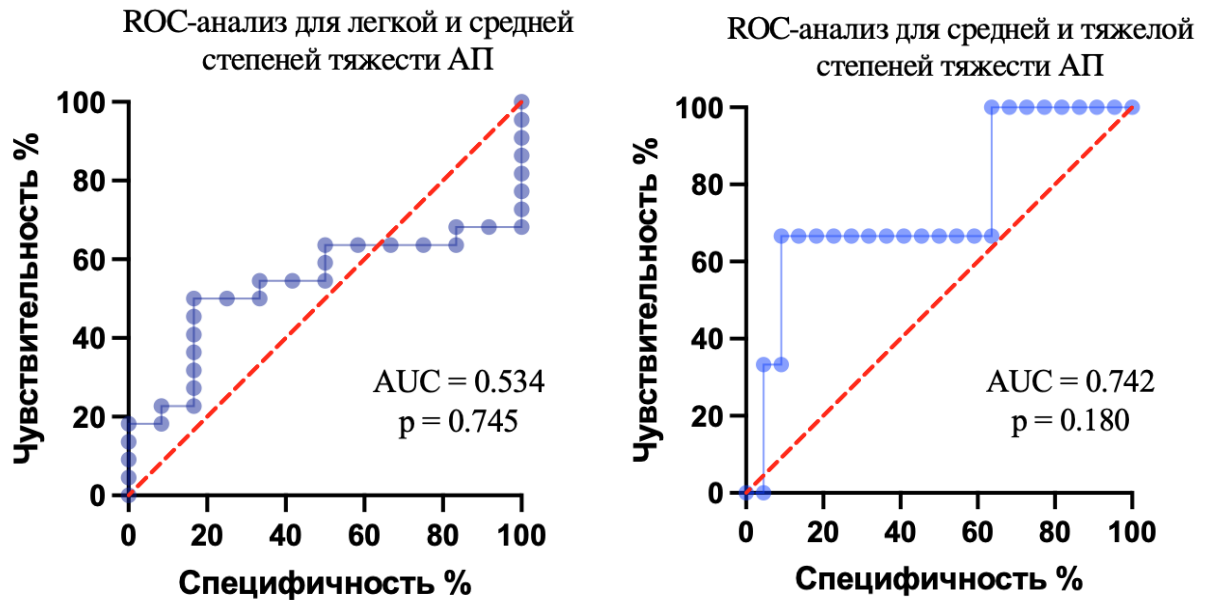 ROC-анализ для легкой и средней
степеней тяжести АП
Чувствительность %
100
80
60
40
20
0
AUC = 0.534
p = 0.745
0 20 40 60 80 100
Специфичность %
ROC-анализ для средней и тяжелой
степеней тяжести АП
Чувствительность %
100
80
60
40
20
0
AUC = 0.742
p = 0.180
0 20 40 60 80 100
Специфичность %